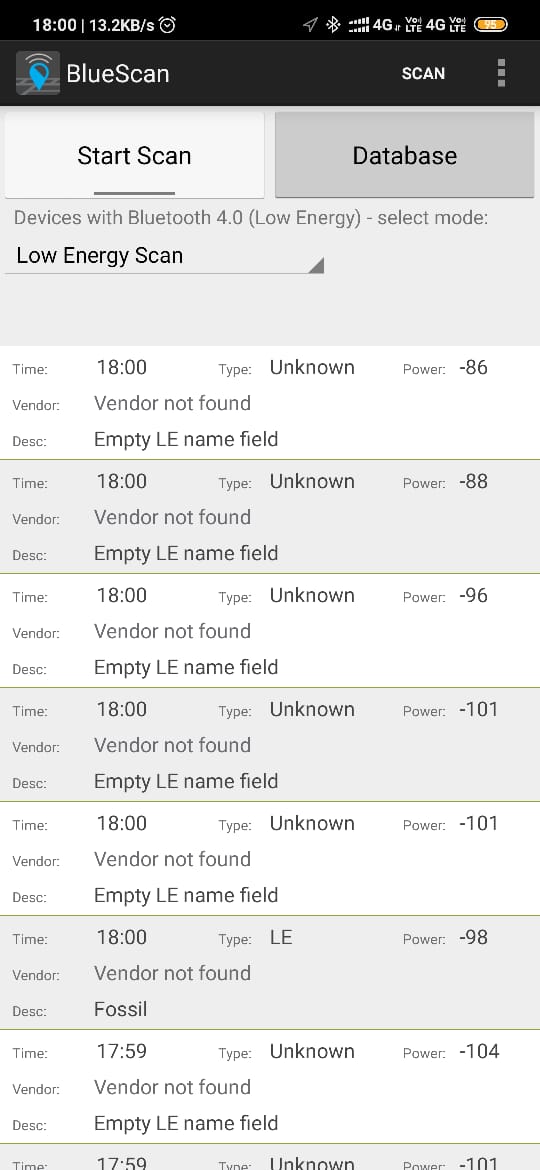 18:00 | 13.2KB/s 4G Vo) LTE 4G Vo) LTE 95
BlueScan SCAN
Start Scan Database
Devices with Bluetooth 4.0 (Low Energy) - select mode:
Low Energy Scan
Time: 18:00 Type: Unknown Power: -86
Vendor: Vendor not found
Desc: Empty LE name field
Time: 18:00 Type: Unknown Power: -88
Vendor: Vendor not found
Desc: Empty LE name field
Time: 18:00 Type: Unknown Power: -96
Vendor: Vendor not found
Desc: Empty LE name field
Time: 18:00 Type: Unknown Power: -101
Vendor: Vendor not found
Desc: Empty LE name field
Time: 18:00 Type: Unknown Power: -101
Vendor: Vendor not found
Desc: Empty LE name field
Time: 18:00 Type: LE Power: -98
Vendor: Vendor not found
Desc: Fossil
Time: 17:59 Type: Unknown Power: -104
Vendor: Vendor not found
Desc: Empty LE name field
Time: 17:59 Type: Unknown Power: -101